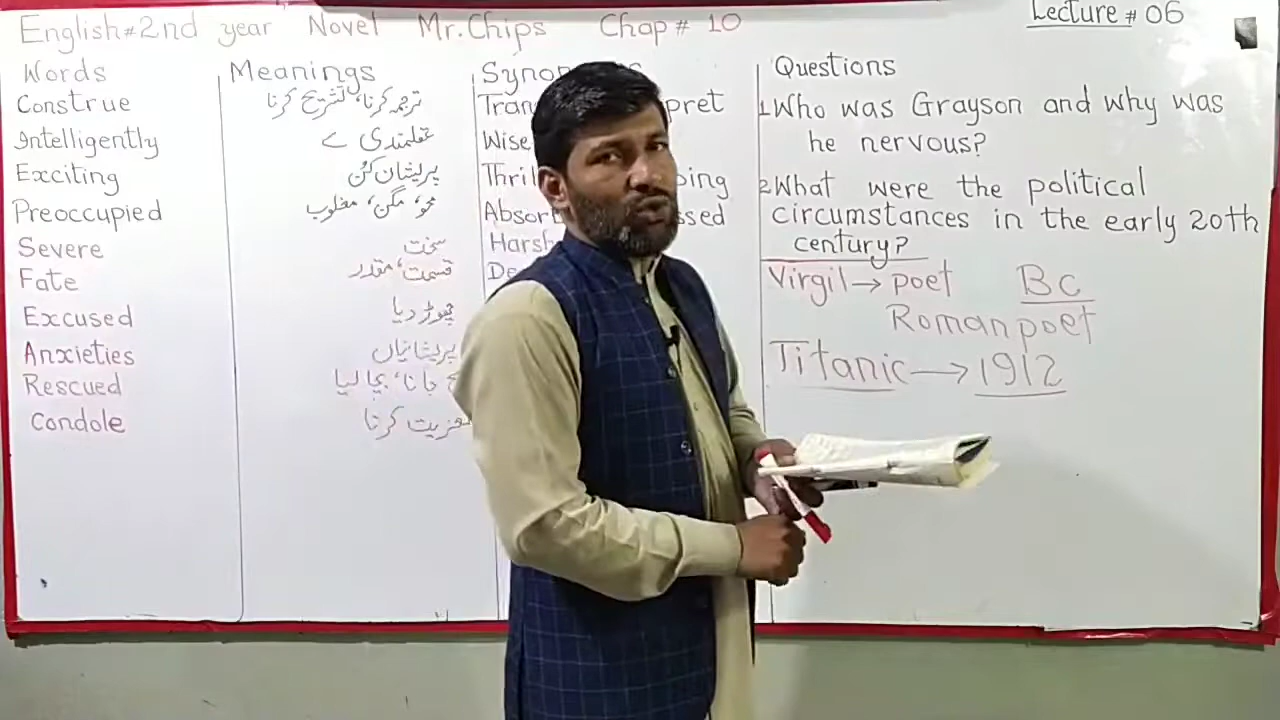 English#2nd year Novel Mr.Chips Chap# 10
Lecture # 06
Words Meanings
Questions
Construe ترجمہ کرنا، تشریح کرنا
Intelligently عقلمندی سے Wise
Exciting پریشان کن
Preoccupied محو، مگن، مغلوب
Severe سخت Harsh
Fate قسمت، مقدر
Excused چھوڑ دیا
Anxieties پریشانیاں
Rescued جانا، بچا لیا
Condole تعزیت کرنا
1 Who was Grayson and why was
he nervous?
2 What were the political
circumstances in the early 20th
century?
Virgil → poet Bc
Roman poet
Titanic → 1912